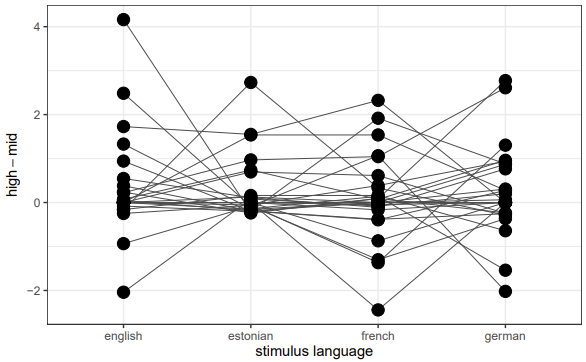 high − mid
4
2
0
−2
english estonian french german
stimulus language